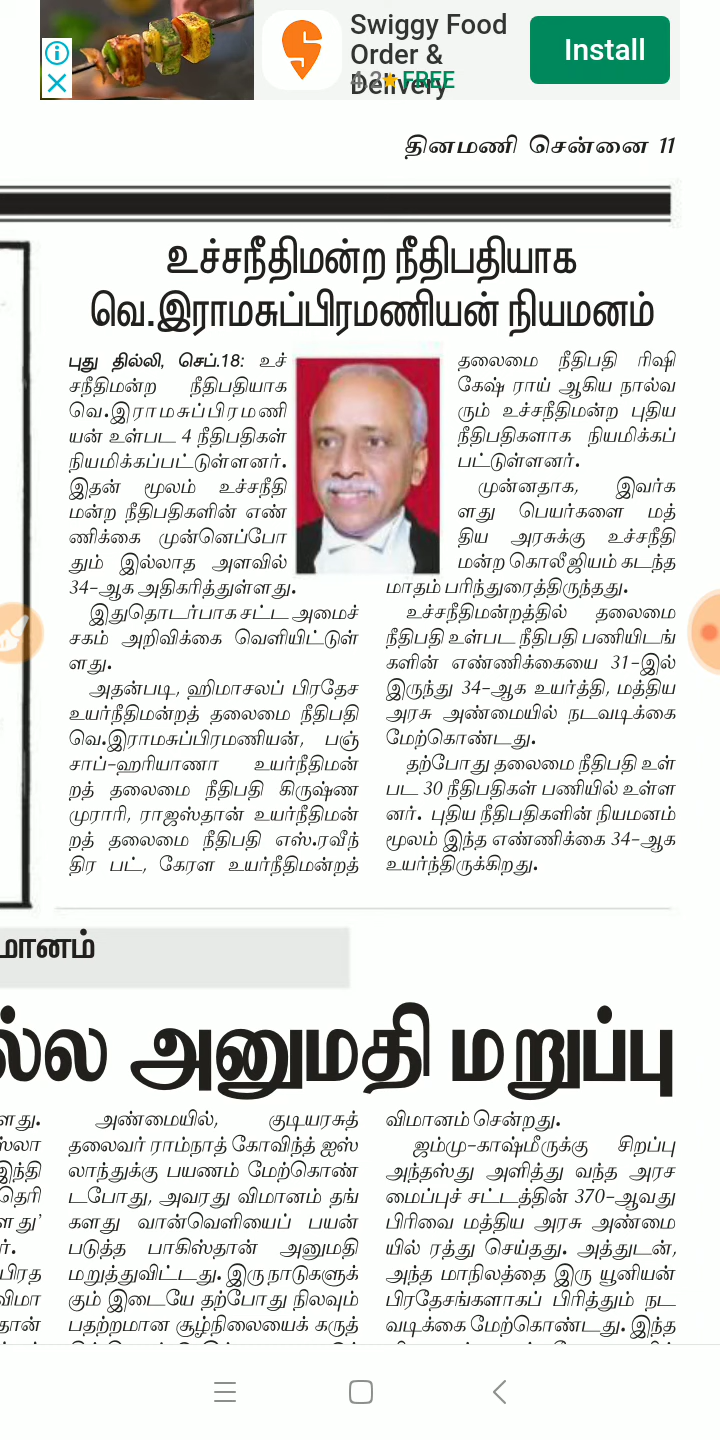 Swiggy Food
Order &
Delivery
4.2★ FREE
Install
தினமணி சென்னை 11
உச்சநீதிமன்ற நீதிபதியாக
வெ.இராமசுப்பிரமணியன் நியமனம்
புது தில்லி, செப்.18: உச்
சநீதிமன்ற நீதிபதியாக
வெ.இராமசுப்பிரமணி
யன் உள்பட 4 நீதிபதிகள்
நியமிக்கப்பட்டுள்ளனர்.
இதன் மூலம் உச்சநீதி
மன்ற நீதிபதிகளின் எண்
ணிக்கை முன்னெப்போ
தும் இல்லாத அளவில்
34-ஆக அதிகரித்துள்ளது.
இதுதொடர்பாக சட்ட அமைச்
சகம் அறிவிக்கை வெளியிட்டுள்
ளது.
அதன்படி, ஹிமாசலப் பிரதேச
உயர்நீதிமன்றத் தலைமை நீதிபதி
வெ.இராமசுப்பிரமணியன், பஞ்
சாப்-ஹரியாணா உயர்நீதிமன்
றத் தலைமை நீதிபதி கிருஷ்ண
முராரி, ராஜஸ்தான் உயர்நீதிமன்
றத் தலைமை நீதிபதி எஸ்.ரவீந்
திர பட், கேரள உயர்நீதிமன்றத்
தலைமை நீதிபதி ரிஷி
கேஷ் ராய் ஆகிய நால்வ
ரும் உச்சநீதிமன்ற புதிய
நீதிபதிகளாக நியமிக்கப்
பட்டுள்ளனர்.
முன்னதாக, இவர்க
ளது பெயர்களை மத்
திய அரசுக்கு உச்சநீதி
மன்ற கொலீஜியம் கடந்த
மாதம் பரிந்துரைத்திருந்தது.
உச்சநீதிமன்றத்தில் தலைமை
நீதிபதி உள்பட நீதிபதி பணியிடங்
களின் எண்ணிக்கையை 31-இல்
இருந்து 34-ஆக உயர்த்தி, மத்திய
அரசு அண்மையில் நடவடிக்கை
மேற்கொண்டது.
தற்போது தலைமை நீதிபதி உள்
பட 30 நீதிபதிகள் பணியில் உள்ள
னர். புதிய நீதிபதிகளின் நியமனம்
மூலம் இந்த எண்ணிக்கை 34-ஆக
உயர்ந்திருக்கிறது.
மானம்
ல்ல அனுமதி மறுப்பு
ளது.
ஸ்லா
இந்தி
தெரி
ளது'
ர்.
பிரத
விமா
தான்
அண்மையில், குடியரசுத்
தலைவர் ராம்நாத் கோவிந்த் ஐஸ்
லாந்துக்கு பயணம் மேற்கொண்
டபோது, அவரது விமானம் தங்
களது வான்வெளியைப் பயன்
படுத்த பாகிஸ்தான் அனுமதி
மறுத்துவிட்டது. இரு நாடுகளுக்
கும் இடையே தற்போது நிலவும்
பதற்றமான சூழ்நிலையைக் கருத்
விமானம் சென்றது.
ஜம்மு-காஷ்மீருக்கு சிறப்பு
அந்தஸ்து அளித்து வந்த அரச
மைப்புச் சட்டத்தின் 370-ஆவது
பிரிவை மத்திய அரசு அண்மை
யில் ரத்து செய்தது. அத்துடன்,
அந்த மாநிலத்தை இரு யூனியன்
பிரதேசங்களாகப் பிரித்தும் நட
வடிக்கை மேற்கொண்டது. இந்த